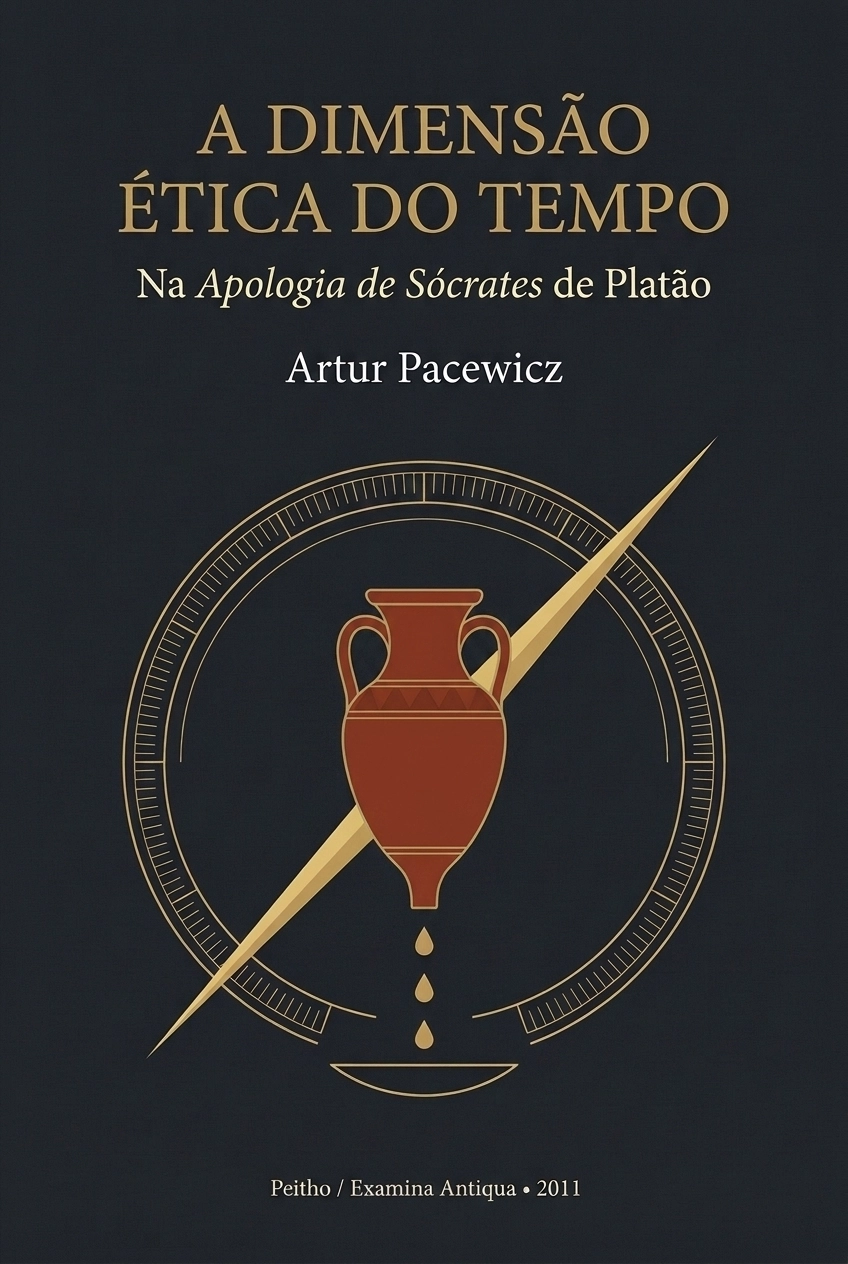 A DIMENSÃO
ÉTICA DO TEMPO
Na Apologia de Sócrates de Platão
Artur Pacewicz
Peitho / Examina Antiqua • 2011